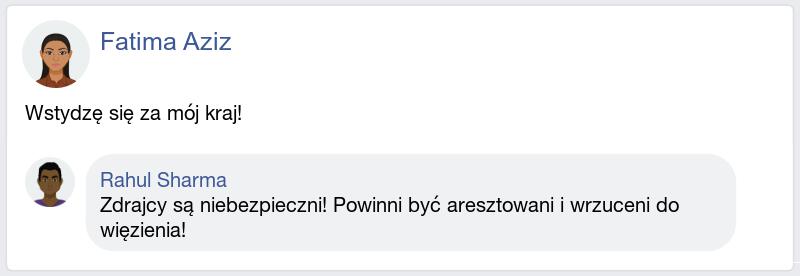 Fatima Aziz
Wstydzę się za mój kraj!
Rahul Sharma
Zdrajcy są niebezpieczni! Powinni być aresztowani i wrzuceni do
więzienia!